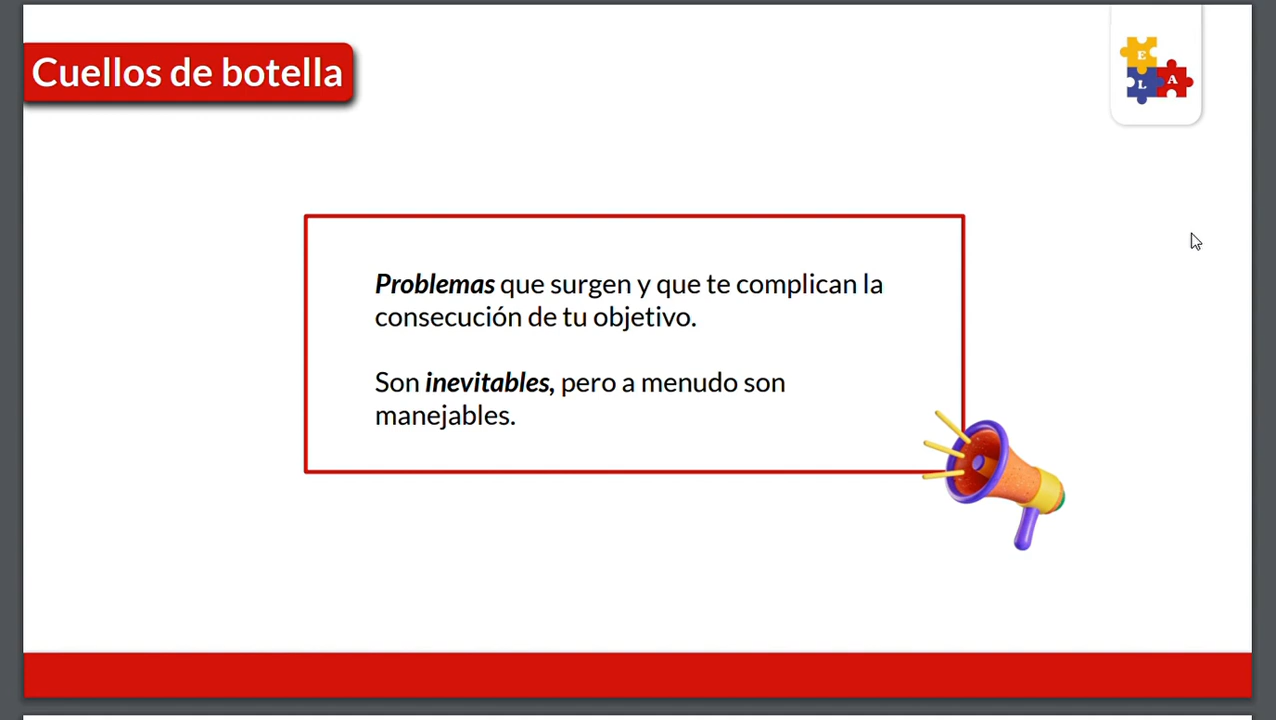 Cuellos de botella
E
L A
Problemas que surgen y que te complican la
consecución de tu objetivo.
Son inevitables, pero a menudo son
manejables.